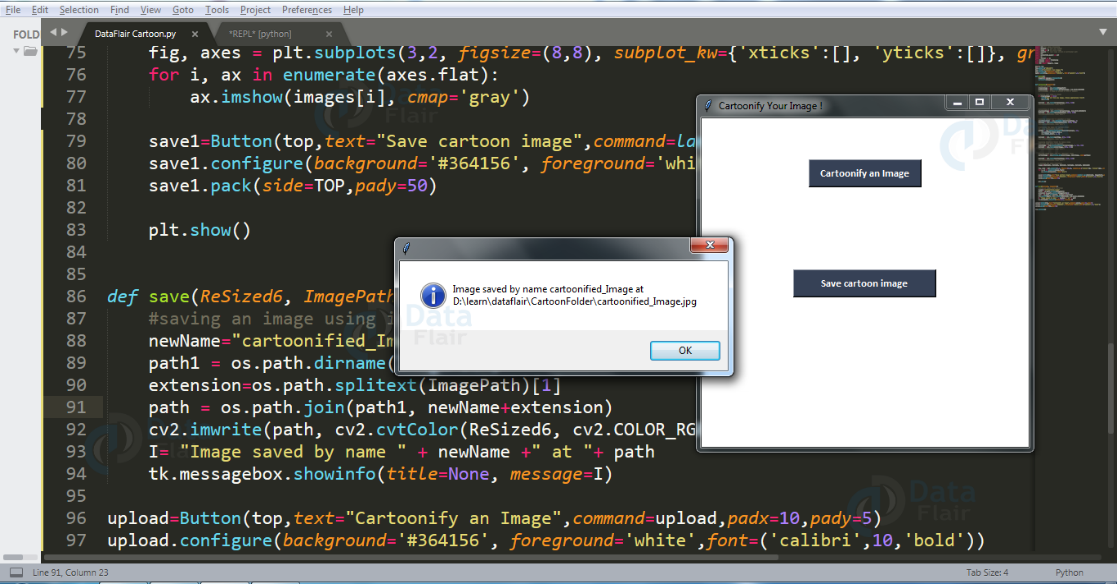 File Edit Selection Find View Goto Tools Project Preferences Help
FOLD
DataFlair Cartoon.py × *REPL* [python] ×
75 fig, axes = plt.subplots(3,2, figsize=(8,8), subplot_kw={'xticks':[], 'yticks':[]}, gr
76 for i, ax in enumerate(axes.flat):
77 ax.imshow(images[i], cmap='gray')
78
79 save1=Button(top,text="Save cartoon image",command=la
80 save1.configure(background='#364156', foreground='whi
81 save1.pack(side=TOP,pady=50)
82
83 plt.show()
84
85
86 def save(ReSized6, ImagePath
87 #saving an image using i
88 newName="cartoonified_Im
89 path1 = os.path.dirname(
90 extension=os.path.splitext(ImagePath)[1]
91 path = os.path.join(path1, newName+extension)
92 cv2.imwrite(path, cv2.cvtColor(ReSized6, cv2.COLOR_RG
93 I= "Image saved by name " + newName +" at "+ path
94 tk.messagebox.showinfo(title=None, message=I)
95
96 upload=Button(top,text="Cartoonify an Image",command=upload,padx=10,pady=5)
97 upload.configure(background='#364156', foreground='white',font=('calibri',10,'bold'))
Cartoonify Your Image !
Cartoonify an Image
Save cartoon image
Image saved by name cartoonified_Image at
D:\learn\dataflair\CartoonFolder\cartoonified_Image.jpg
OK
Data
Flair
Data
Flair
Line 91, Column 23 Tab Size: 4 Python